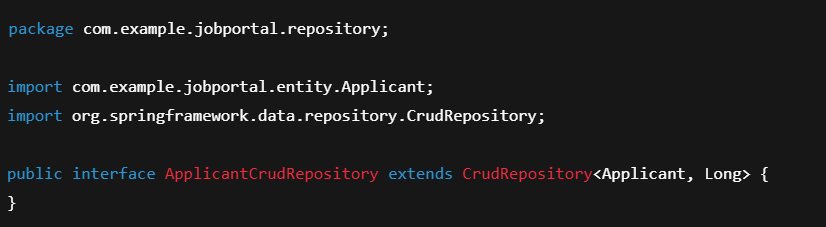 package com.example.jobportal.repository;
import com.example.jobportal.entity.Applicant;
import org.springframework.data.repository.CrudRepository;
public interface ApplicantCrudRepository extends CrudRepository<Applicant, Long> {
}